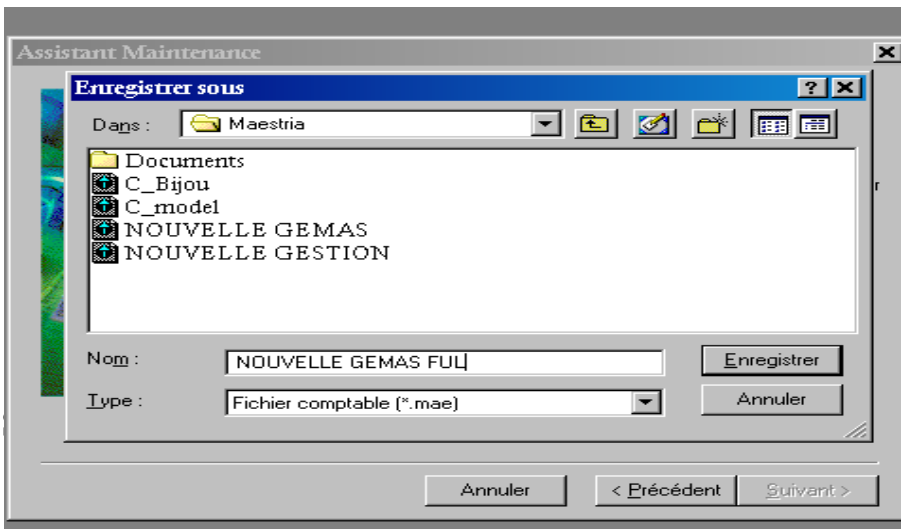 Assistant Maintenance
Enregistrer sous
Dans : Maestria
Documents
C_Bijou
C_model
NOUVELLE GEMAS
NOUVELLE GESTION
Nom : NOUVELLE GEMAS FUL
Enregistrer
Type : Fichier comptable (*.mae)
Annuler
Annuler < Précédent Suivant >